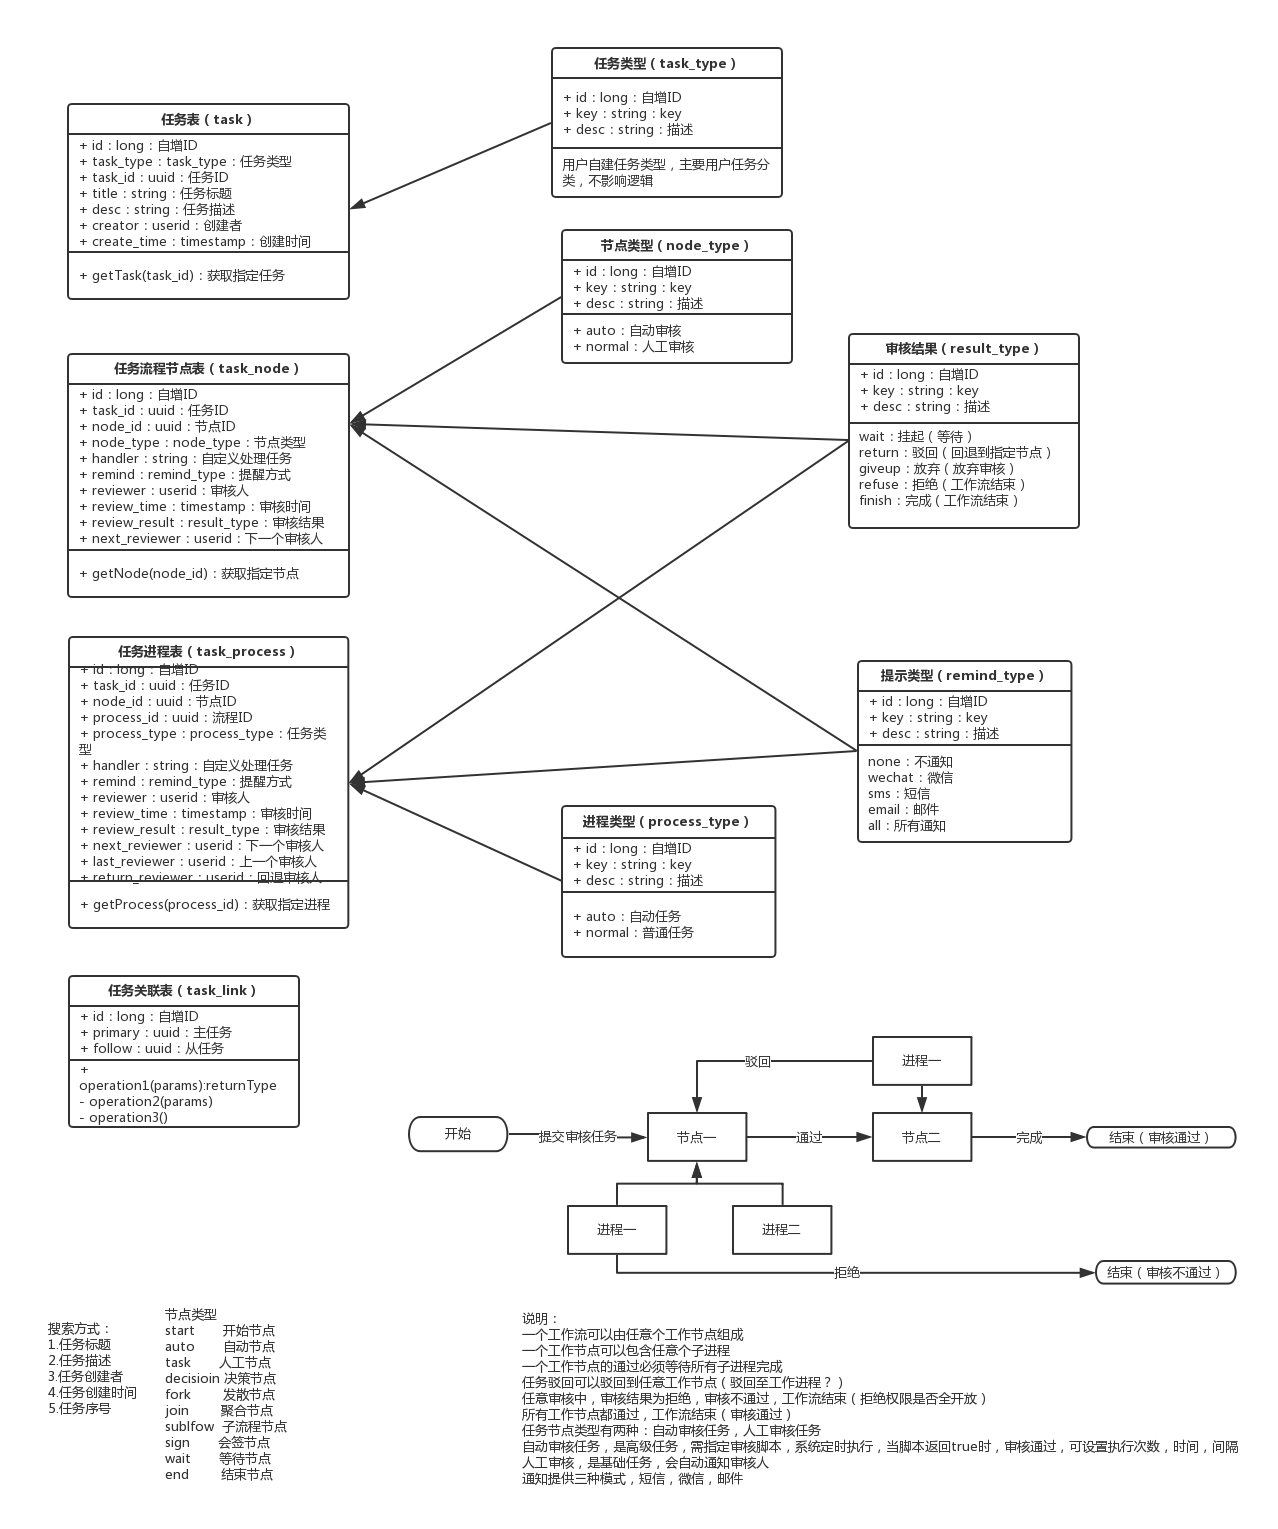 任务类型（task_type）
+ id：long：自增ID
+ key：string：key
+ desc：string：描述
用户自建任务类型，主要用户任务分
类，不影响逻辑
任务表（task）
+ id：long：自增ID
+ task_type：task_type：任务类型
+ task_id：uuid：任务ID
+ title：string：任务标题
+ desc：string：任务描述
+ creator：userid：创建者
+ create_time：timestamp：创建时间
+ getTask(task_id)：获取指定任务
节点类型（node_type）
+ id：long：自增ID
+ key：string：key
+ desc：string：描述
+ auto：自动审核
+ normal：人工审核
审核结果（result_type）
+ id：long：自增ID
+ key：string：key
+ desc：string：描述
wait：挂起（等待）
return：驳回（回退到指定节点）
giveup：放弃（放弃审核）
refuse：拒绝（工作流结束）
finish：完成（工作流结束）
任务流程节点表（task_node）
+ id：long：自增ID
+ task_id：uuid：任务ID
+ node_id：uuid：节点ID
+ node_type：node_type：节点类型
+ handler：string：自定义处理任务
+ remind：remind_type：提醒方式
+ reviewer：userid：审核人
+ review_time：timestamp：审核时间
+ review_result：result_type：审核结果
+ next_reviewer：userid：下一个审核人
+ getNode(node_id)：获取指定节点
任务进程表（task_process）
+ id：long：自增ID
+ task_id：uuid：任务ID
+ node_id：uuid：节点ID
+ process_id：uuid：流程ID
+ process_type：process_type：任务类
型
+ handler：string：自定义处理任务
+ remind：remind_type：提醒方式
+ reviewer：userid：审核人
+ review_time：timestamp：审核时间
+ review_result：result_type：审核结果
+ next_reviewer：userid：下一个审核人
+ last_reviewer：userid：上一个审核人
+ return_reviewer：userid：回退审核人
+ getProcess(process_id)：获取指定进程
提示类型（remind_type）
+ id：long：自增ID
+ key：string：key
+ desc：string：描述
none：不通知
wechat：微信
sms：短信
email：邮件
all：所有通知
进程类型（process_type）
+ id：long：自增ID
+ key：string：key
+ desc：string：描述
+ auto：自动任务
+ normal：普通任务
任务关联表（task_link）
+ id：long：自增ID
+ primary：uuid：主任务
+ follow：uuid：从任务
+
operation1(params):returnType
- operation2(params)
- operation3()
进程一
驳回
开始
提交审核任务
节点一
通过
节点二
完成
结束（审核通过）
进程一
进程二
拒绝
结束（审核不通过）
搜索方式：
1.任务标题
2.任务描述
3.任务创建者
4.任务创建时间
5.任务序号
节点类型
start 开始节点
auto 自动节点
task 人工节点
decisioin 决策节点
fork 发散节点
join 聚合节点
sublfow 子流程节点
sign 会签节点
wait 等待节点
end 结束节点
说明：
一个工作流可以由任意个工作节点组成
一个工作节点可以包含任意个子进程
一个工作节点的通过必须等待所有子进程完成
任务驳回可以驳回到任意工作节点（驳回至工作进程？）
任意审核中，审核结果为拒绝，审核不通过，工作流结束（拒绝权限是否全开放）
所有工作节点都通过，工作流结束（审核通过）
任务节点类型有两种：自动审核任务，人工审核任务
自动审核任务，是高级任务，需指定审核脚本，系统定时执行，当脚本返回true时，审核通过，可设置执行次数，时间，间隔
人工审核，是基础任务，会自动通知审核人
通知提供三种模式，短信，微信，邮件